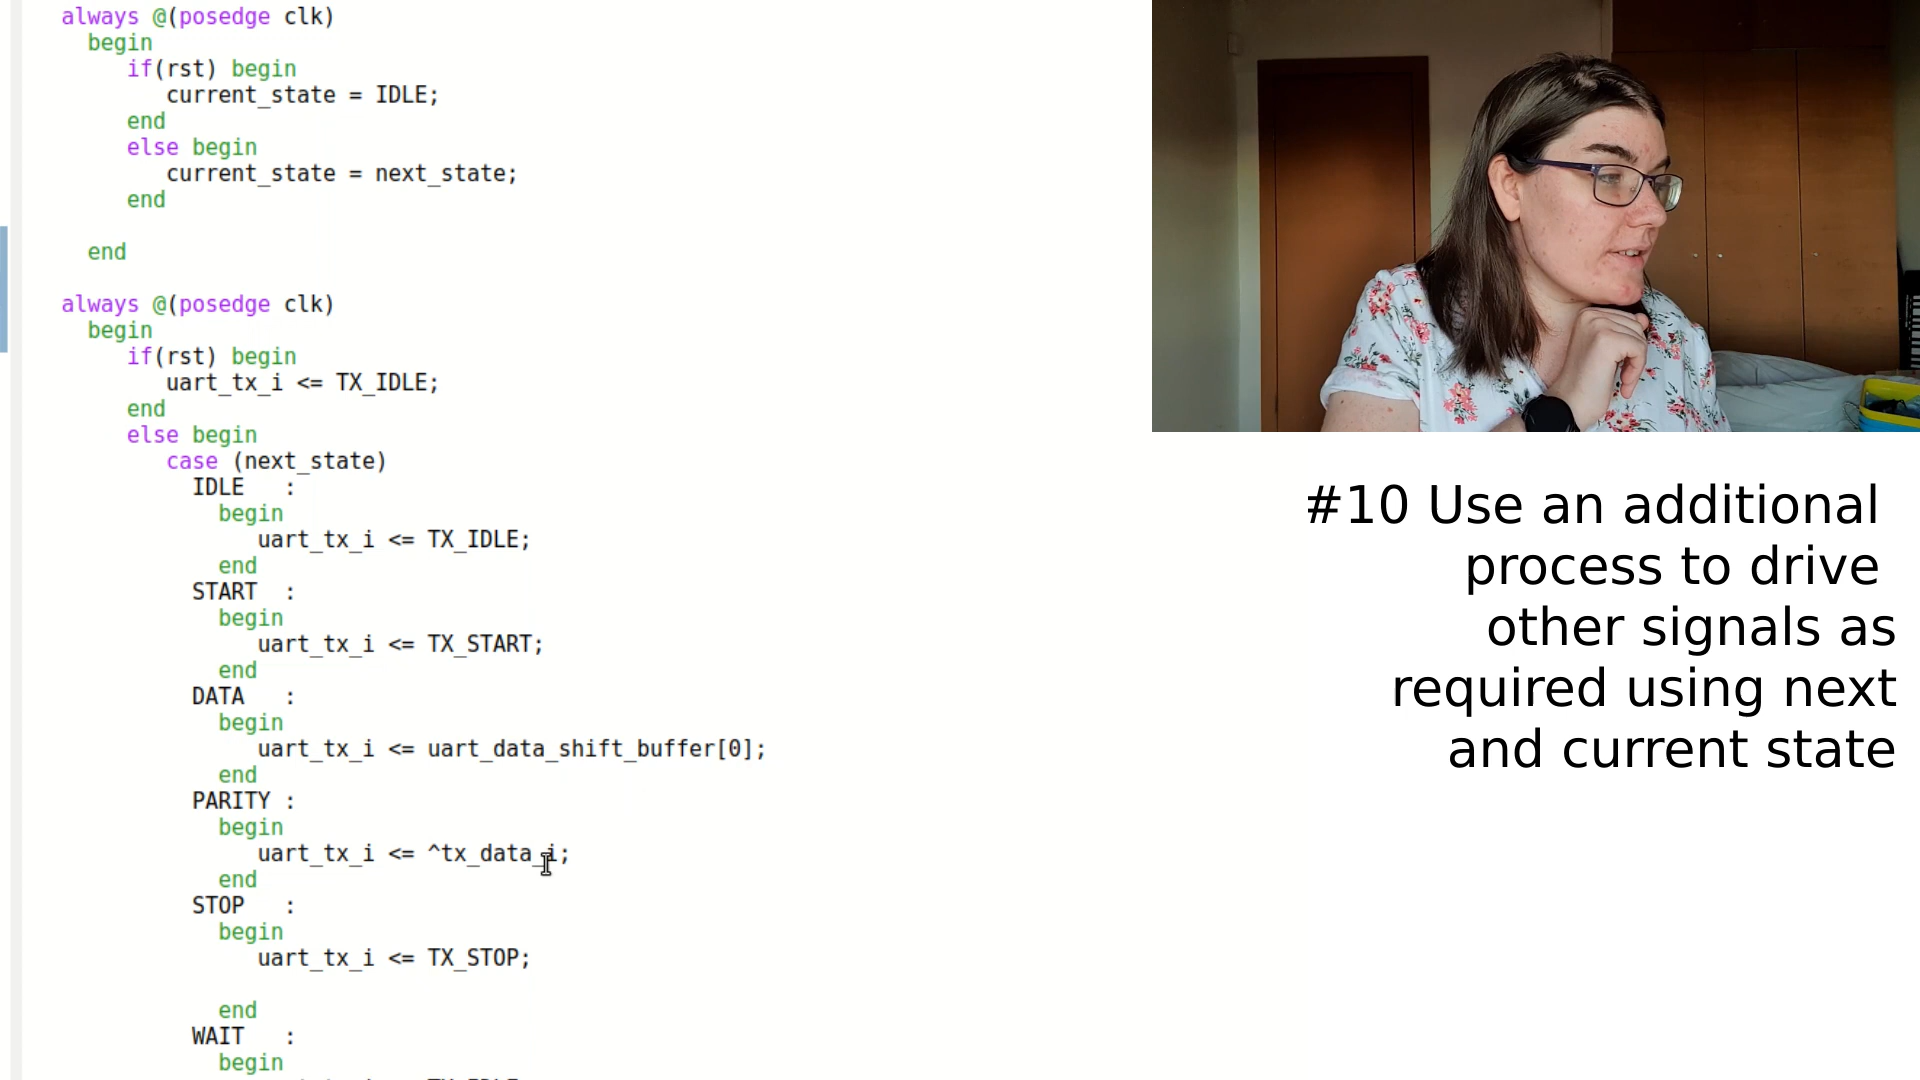 always @(posedge clk)
begin
if(rst) begin
current_state = IDLE;
end
else begin
current_state = next_state;
end
end
always @(posedge clk)
begin
if(rst) begin
uart_tx_i <= TX_IDLE;
end
else begin
case (next_state)
IDLE :
begin
uart_tx_i <= TX_IDLE;
end
START :
begin
uart_tx_i <= TX_START;
end
DATA :
begin
uart_tx_i <= uart_data_shift_buffer[0];
end
PARITY :
begin
uart_tx_i <= ^tx_data_i;
end
STOP :
begin
uart_tx_i <= TX_STOP;
end
WAIT :
begin
#10 Use an additional
process to drive
other signals as
required using next
and current state